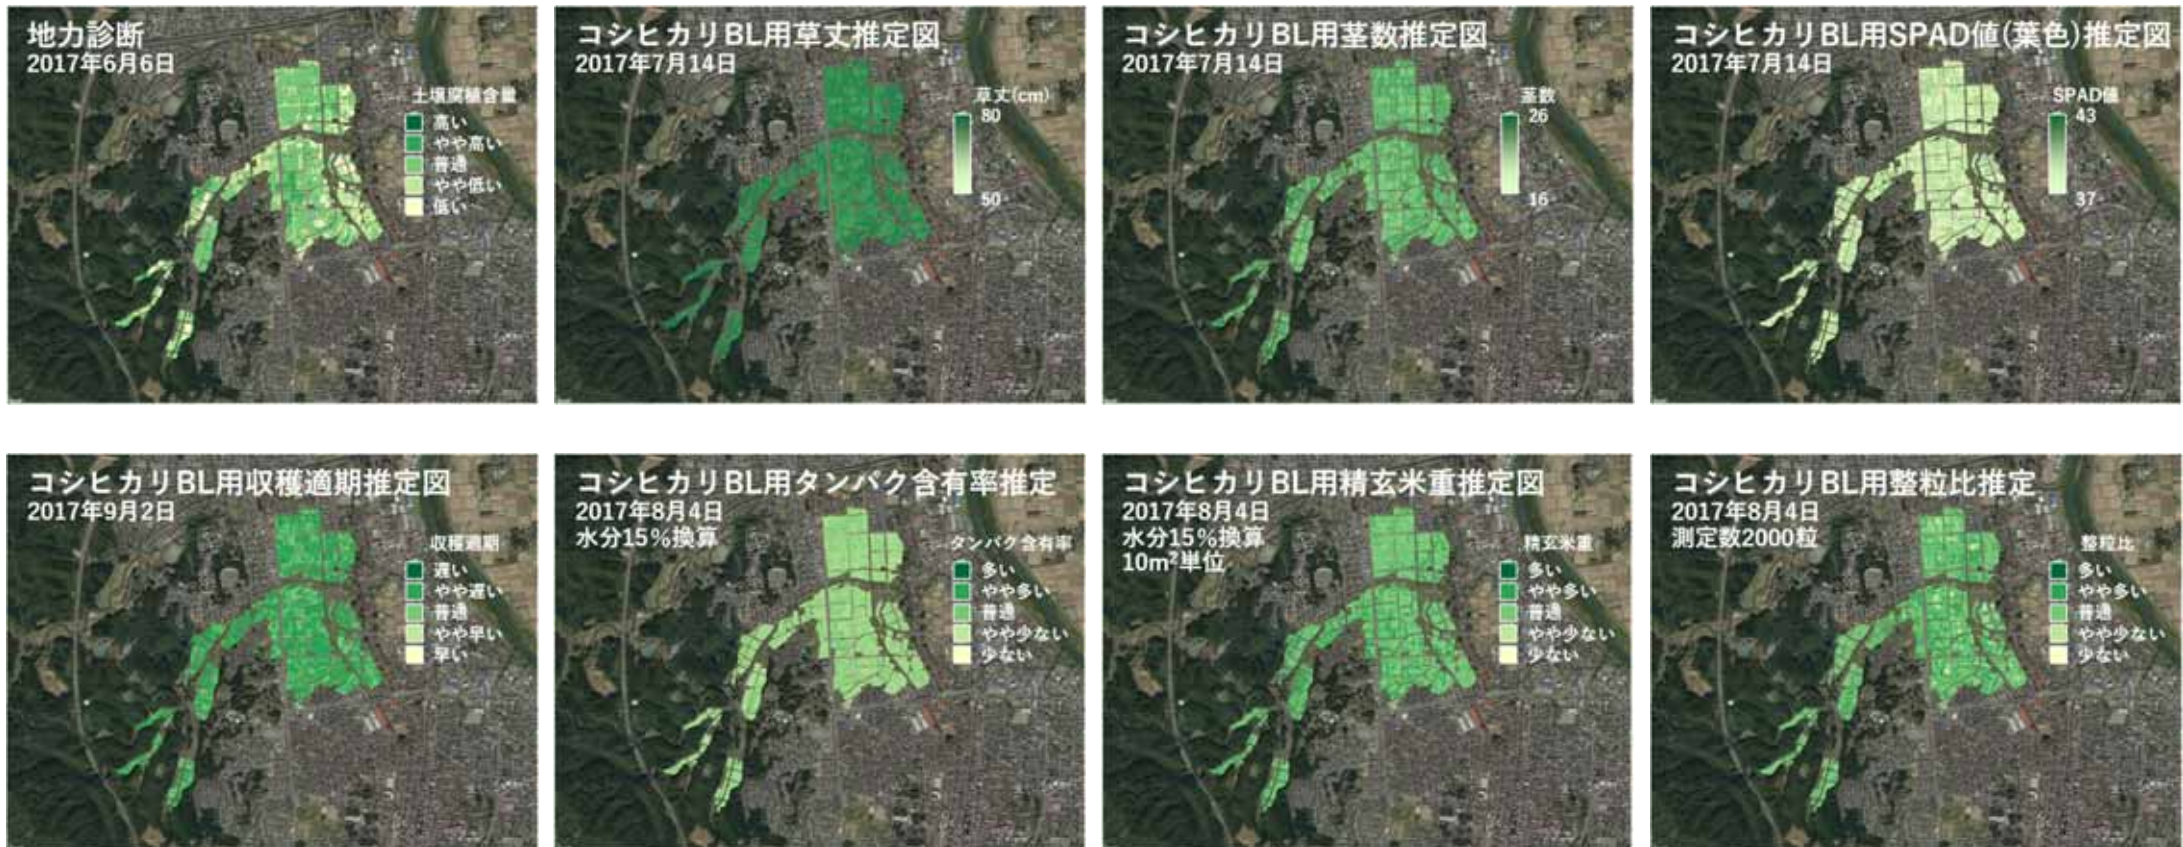 地力診断
2017年6月6日
土壌腐植含量
高い
やや高い
普通
やや低い
低い
コシヒカリBL用草丈推定図
2017年7月14日
草丈(cm)
80
50
コシヒカリBL用茎数推定図
2017年7月14日
茎数
26
16
コシヒカリBL用SPAD値(葉色)推定図
2017年7月14日
SPAD値
43
37
コシヒカリBL用収穫適期推定図
2017年9月2日
収穫適期
遅い
やや遅い
普通
やや早い
早い
コシヒカリBL用タンパク含有率推定
2017年8月4日
水分15%換算
タンパク含有率
多い
やや多い
普通
やや少ない
少ない
コシヒカリBL用精玄米重推定図
2017年8月4日
水分15%換算
10m²単位
精玄米重
多い
やや多い
普通
やや少ない
少ない
コシヒカリBL用整粒比推定
2017年8月4日
測定数2000粒
整粒比
多い
やや多い
普通
やや少ない
少ない